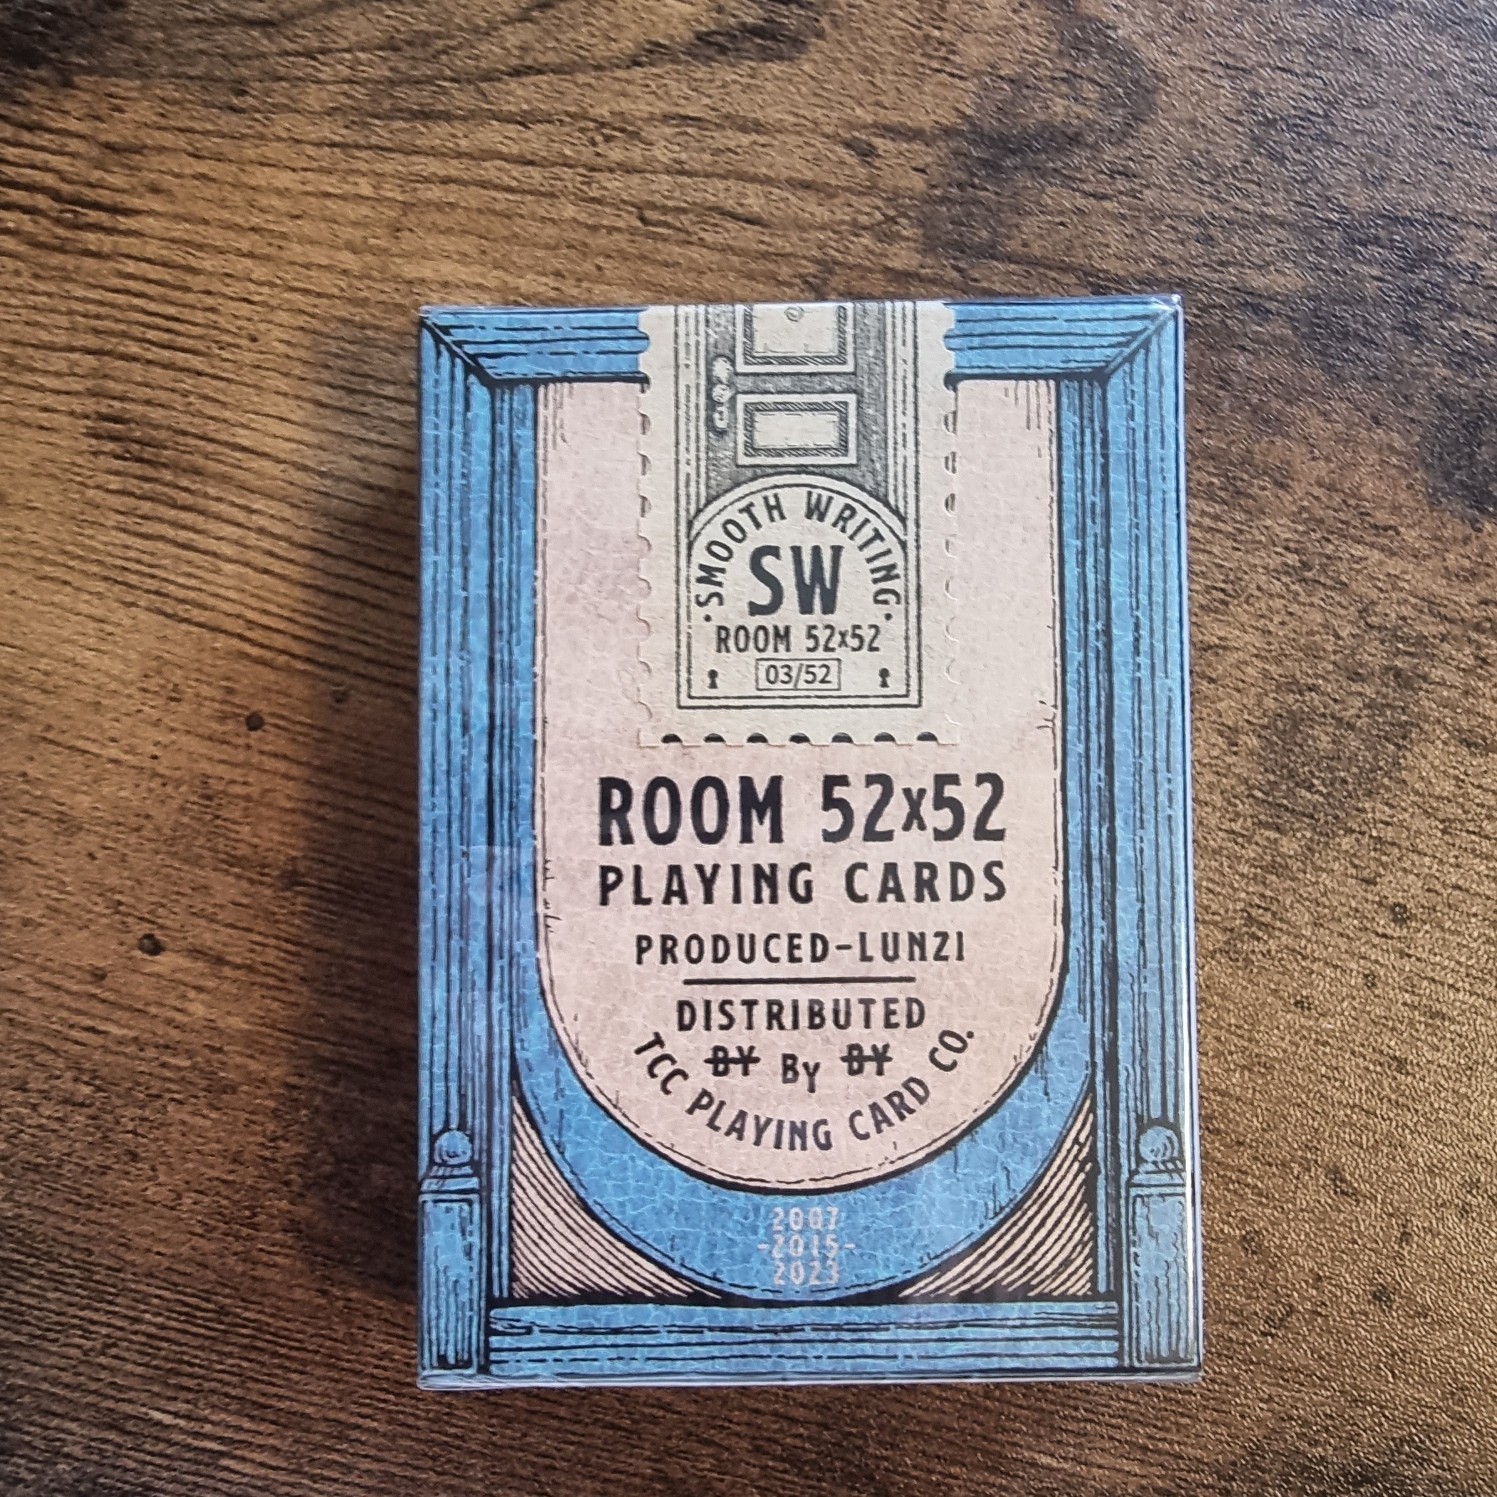 SMOOTH WRITING
SW
ROOM 52x52
03/52
ROOM 52x52
PLAYING CARDS
PRODUCED-LUNZI
DISTRIBUTED
BY By BY
TCC PLAYING CARD CO.
2007
-2015-
2023